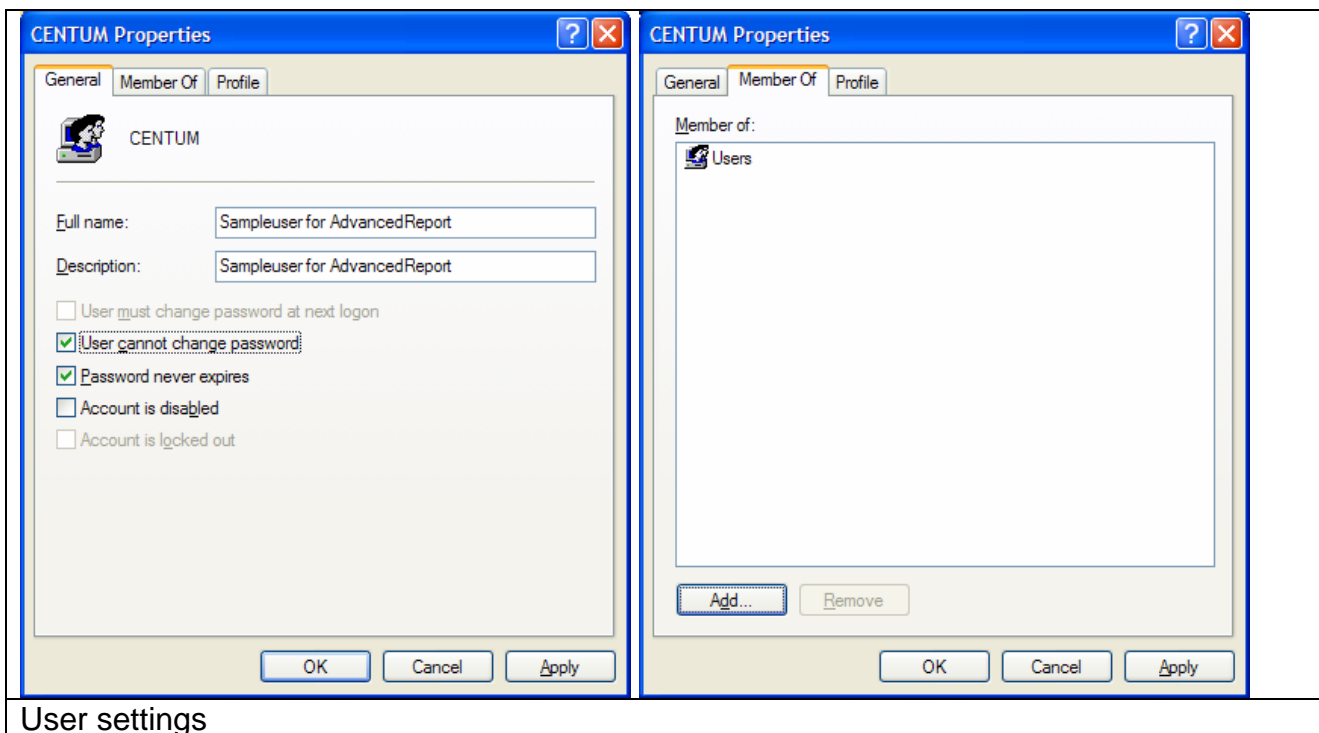 CENTUM Properties
General Member Of Profile
CENTUM
Full name: Sampleuser for AdvancedReport
Description: Sampleuser for AdvancedReport
User must change password at next logon
User cannot change password
Password never expires
Account is disabled
Account is locked out
OK Cancel Apply
CENTUM Properties
General Member Of Profile
Member of:
Users
Add... Remove
OK Cancel Apply
User settings